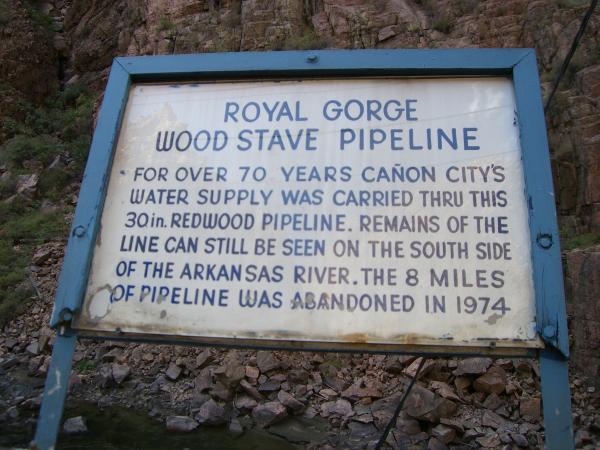 ROYAL GORGE
WOOD STAVE PIPELINE
FOR OVER 70 YEARS CAÑON CITY'S
WATER SUPPLY WAS CARRIED THRU THIS
30in. REDWOOD PIPELINE. REMAINS OF THE
LINE CAN STILL BE SEEN ON THE SOUTH SIDE
OF THE ARKANSAS RIVER. THE 8 MILES
OF PIPELINE WAS ABANDONED IN 1974